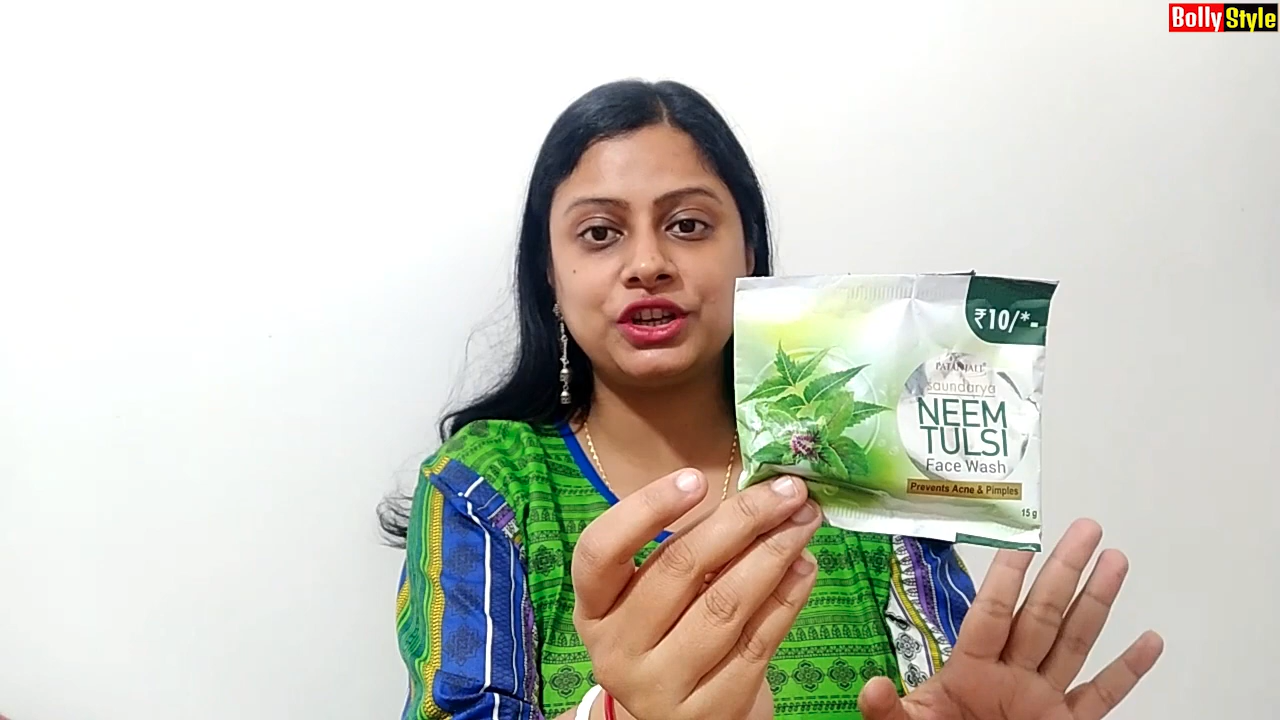 BollyStyle
₹10/*
PATANJALI®
saundarya
NEEM
TULSI
Face Wash
Prevents Acne & Pimples
15 g